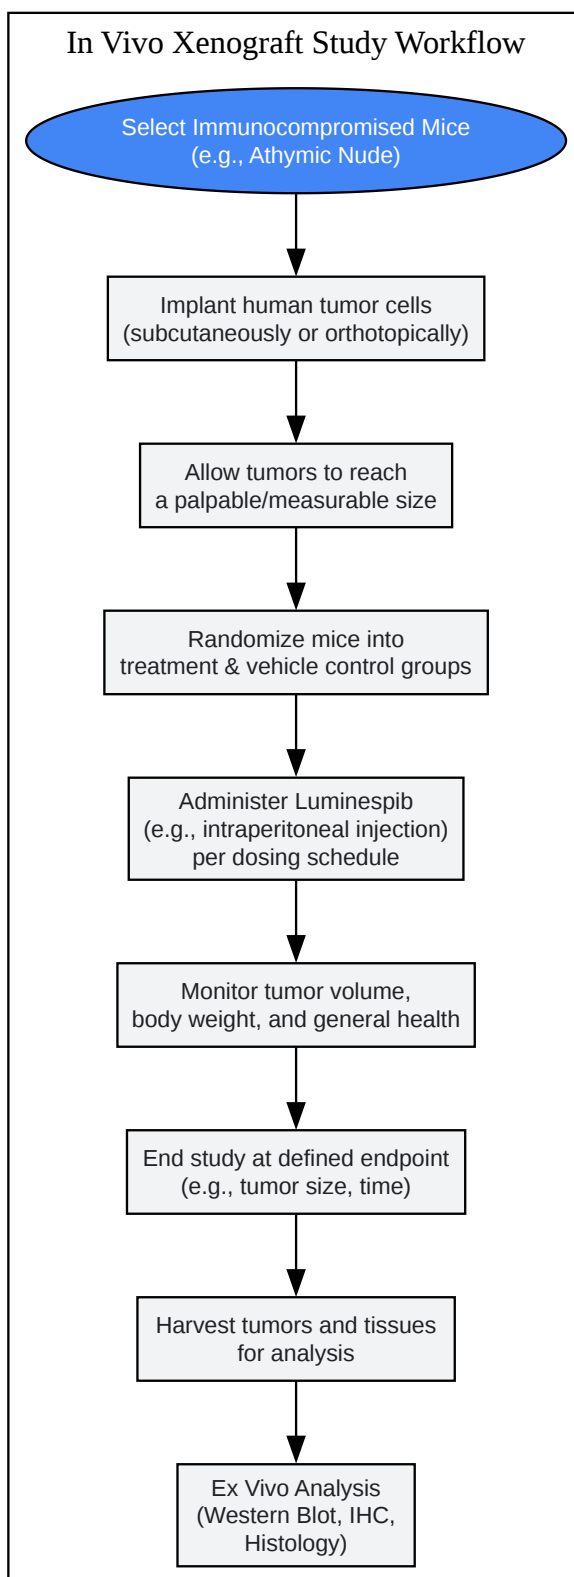 In Vivo Xenograft Study Workflow
Select Immunocompromised Mice
(e.g., Athymic Nude)
Implant human tumor cells
(subcutaneously or orthotopically)
Allow tumors to reach
a palpable/measurable size
Randomize mice into
treatment & vehicle control groups
Administer Luminespib
(e.g., intraperitoneal injection)
per dosing schedule
Monitor tumor volume,
body weight, and general health
End study at defined endpoint
(e.g., tumor size, time)
Harvest tumors and tissues
for analysis
Ex Vivo Analysis
(Western Blot, IHC,
Histology)